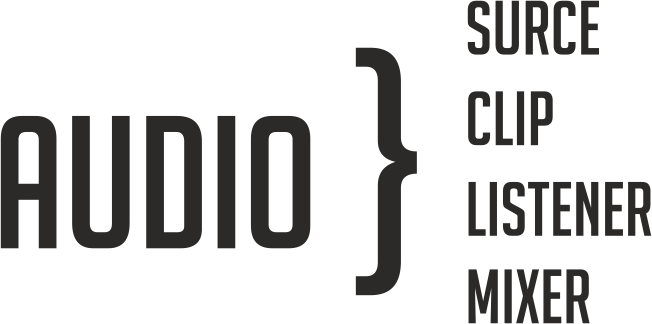 AUDIO
SURCE
CLIP
LISTENER
MIXER